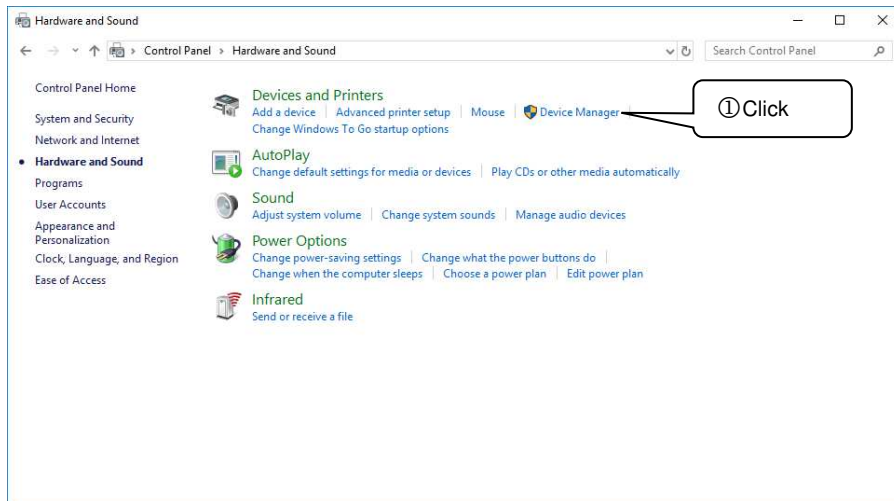 Hardware and Sound
Control Panel > Hardware and Sound
Search Control Panel
Control Panel Home
System and Security
Network and Internet
Hardware and Sound
Programs
User Accounts
Appearance and
Personalization
Clock, Language, and Region
Ease of Access
Devices and Printers
Add a device | Advanced printer setup | Mouse | Device Manager |
Change Windows To Go startup options
AutoPlay
Change default settings for media or devices | Play CDs or other media automatically
Sound
Adjust system volume | Change system sounds | Manage audio devices
Power Options
Change power-saving settings | Change what the power buttons do |
Change when the computer sleeps | Choose a power plan | Edit power plan
Infrared
Send or receive a file
①Click